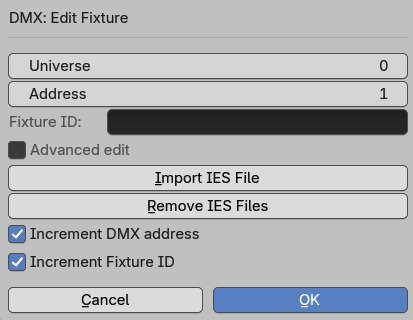 DMX: Edit Fixture
Universe 0
Address 1
Fixture ID:
Advanced edit
Import IES File
Remove IES Files
Increment DMX address
Increment Fixture ID
Cancel OK